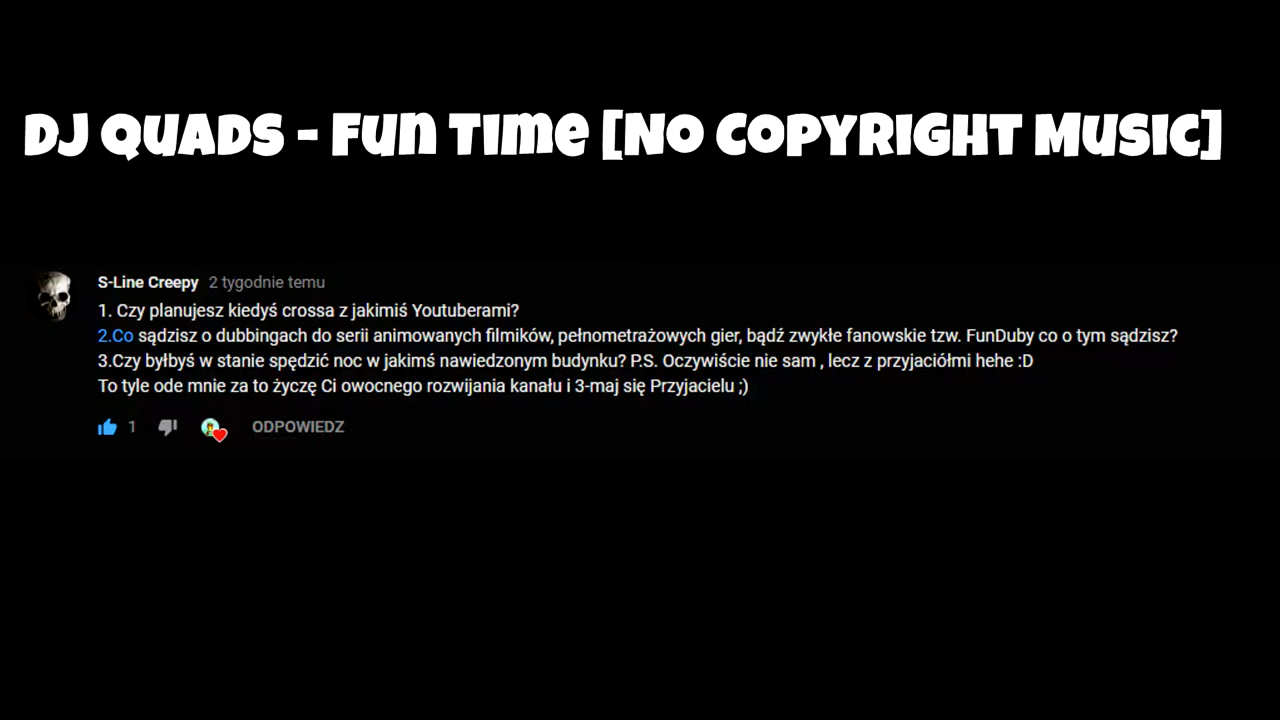 DJ QUADS - FUN TIME [NO COPYRIGHT MUSIC]
S-Line Creepy 2 tygodnie temu
1. Czy planujesz kiedyś crossa z jakimiś Youtuberami?
2.Co sądzisz o dubbingach do serii animowanych filmików, pełnometrażowych gier, bądź zwykłe fanowskie tzw. FunDuby co o tym sądzisz?
3.Czy byłbyś w stanie spędzić noc w jakimś nawiedzonym budynku? P.S. Oczywiście nie sam , lecz z przyjaciółmi hehe :D
To tyle ode mnie za to życzę Ci owocnego rozwijania kanału i 3-maj się Przyjacielu ;)
1 ODPOWIEDZ